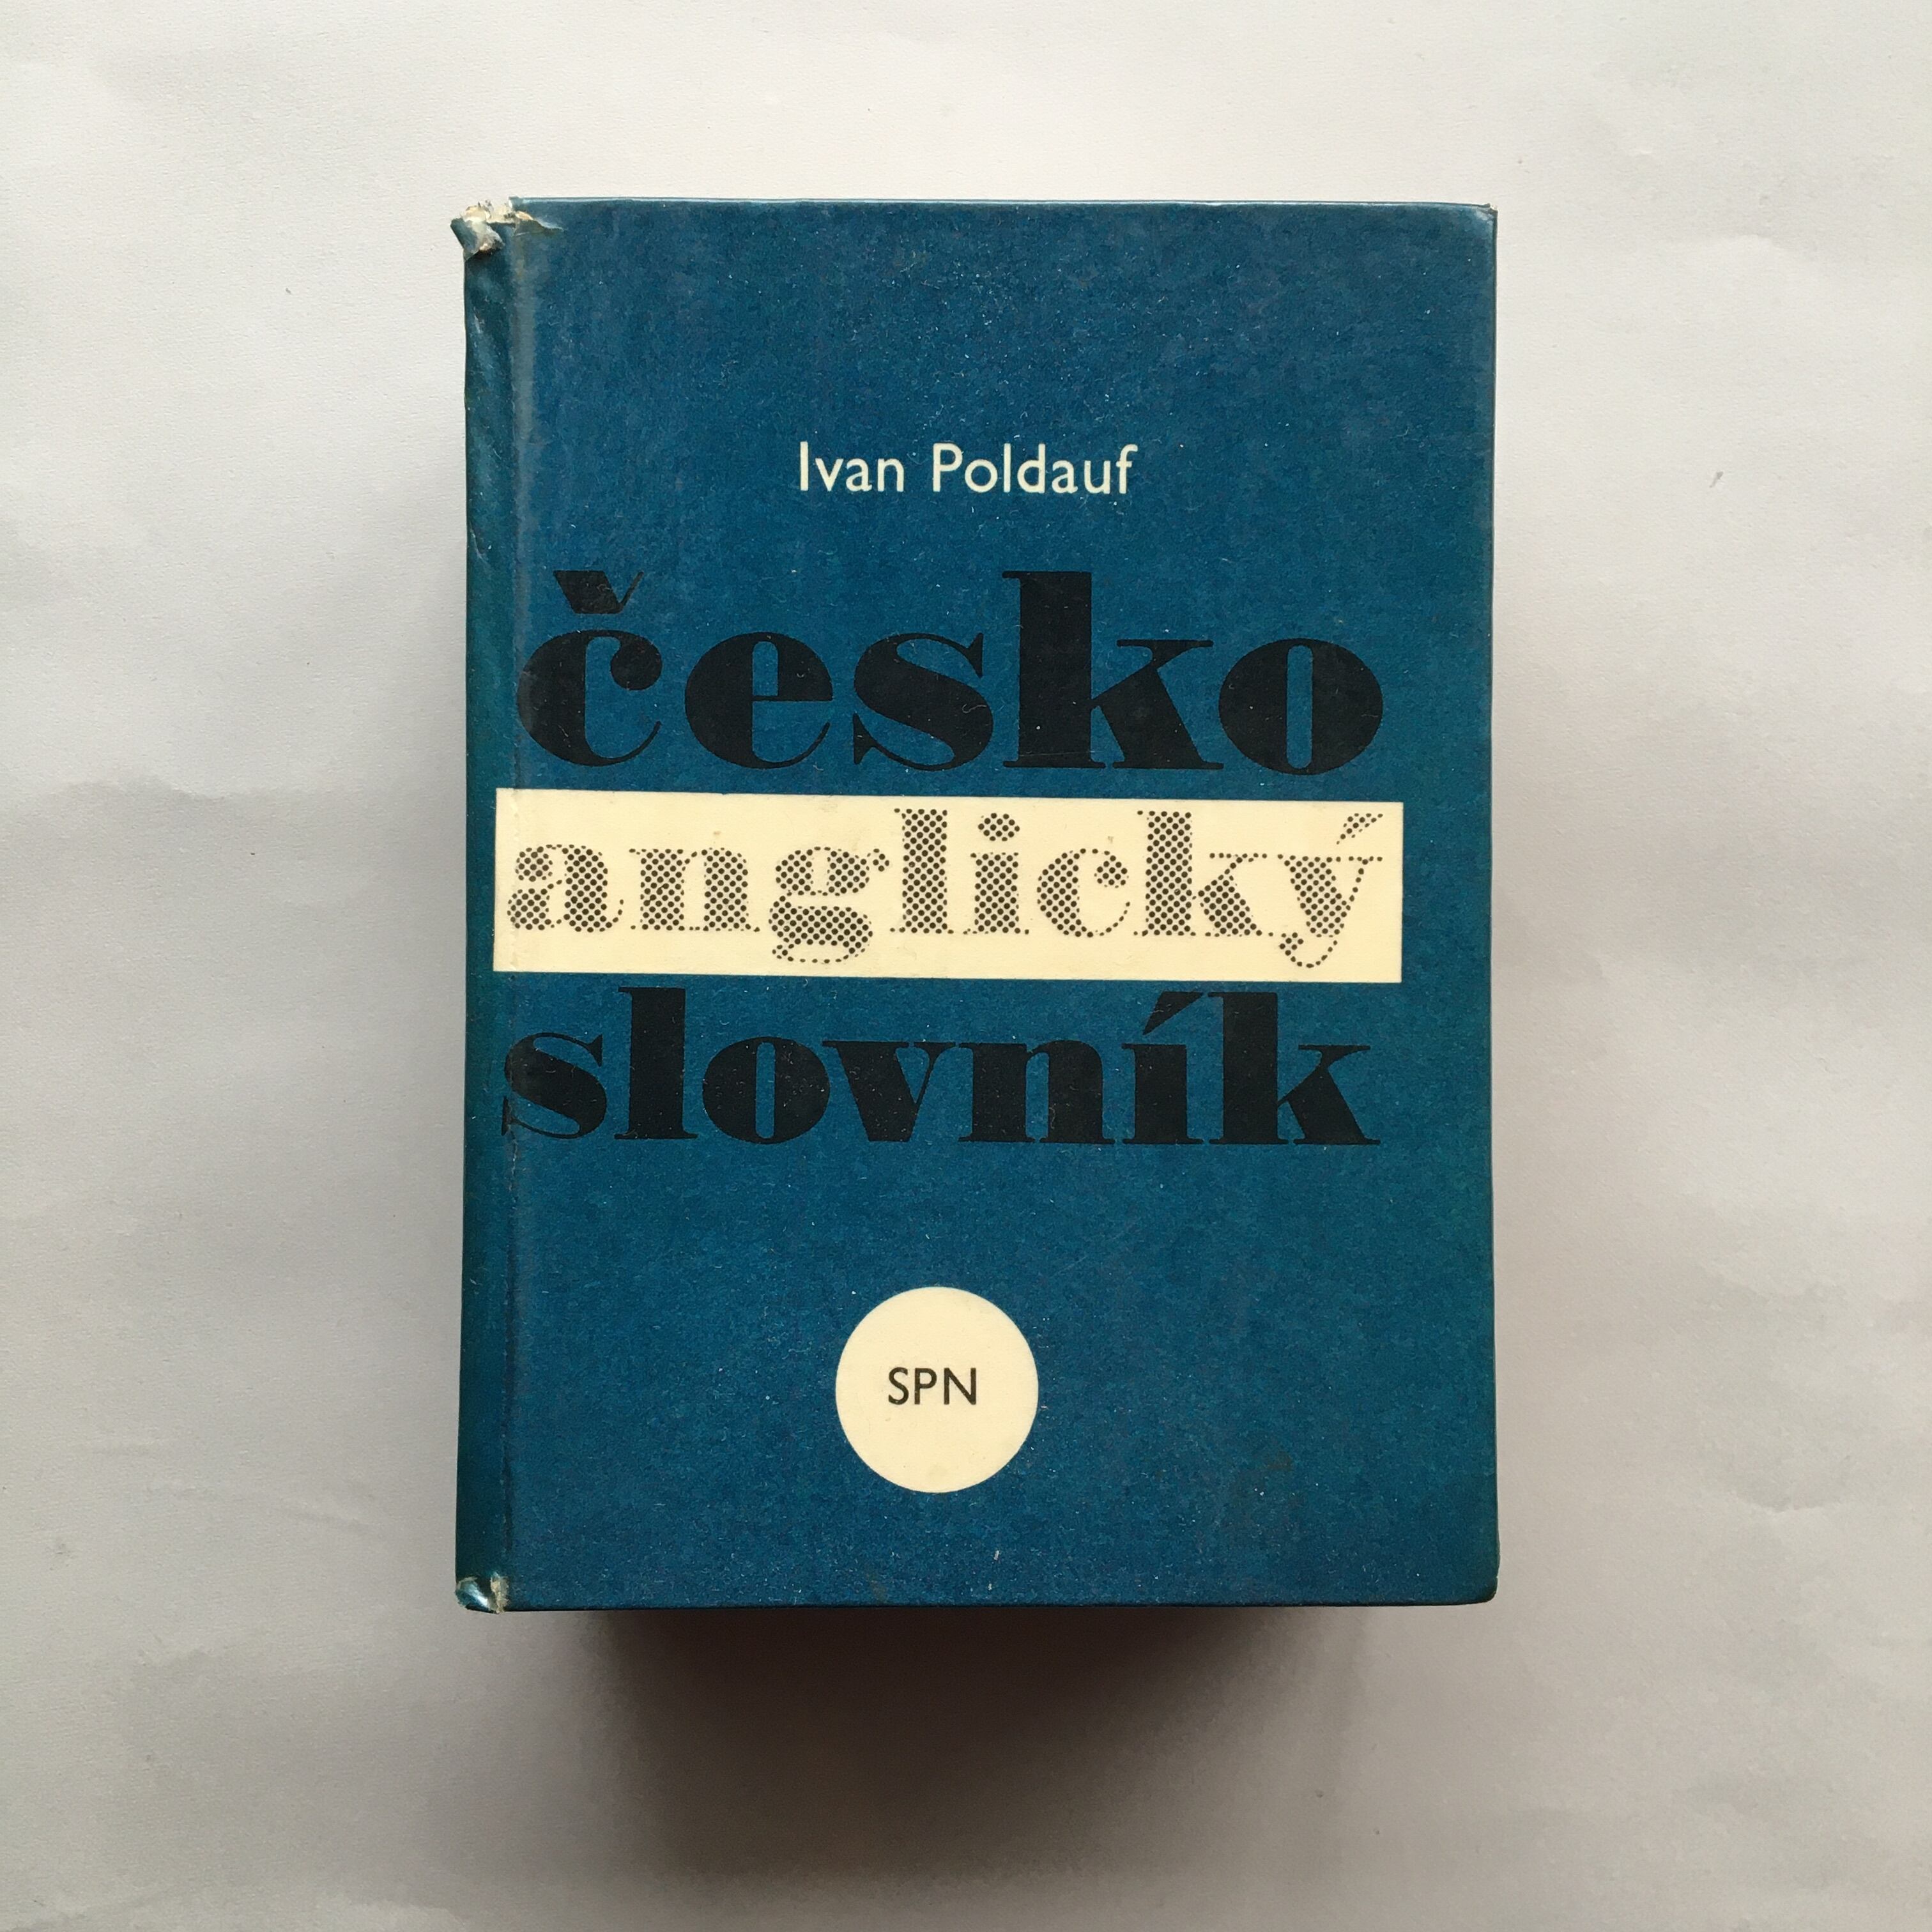 Ivan Poldauf
česko
anglický
slovník
SPN